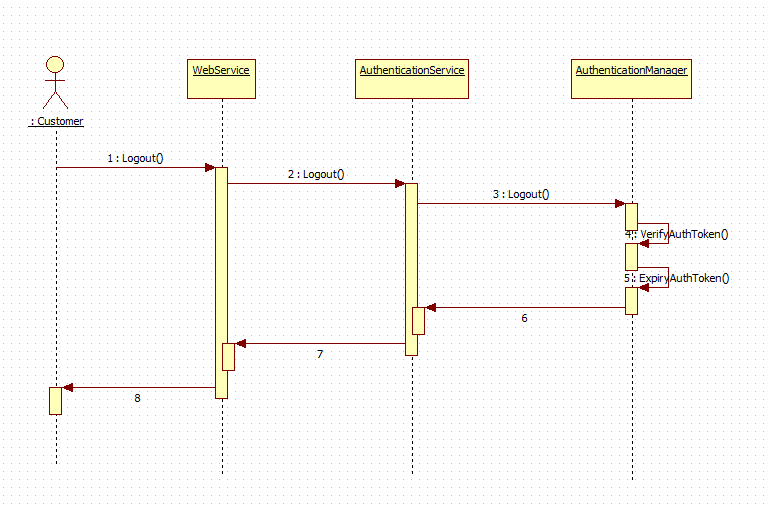 WebService
AuthenticationService
AuthenticationManager
: Customer
1 : Logout()
2 : Logout()
3 : Logout()
4 : VerifyAuthToken()
5 : ExpiryAuthToken()
6
7
8